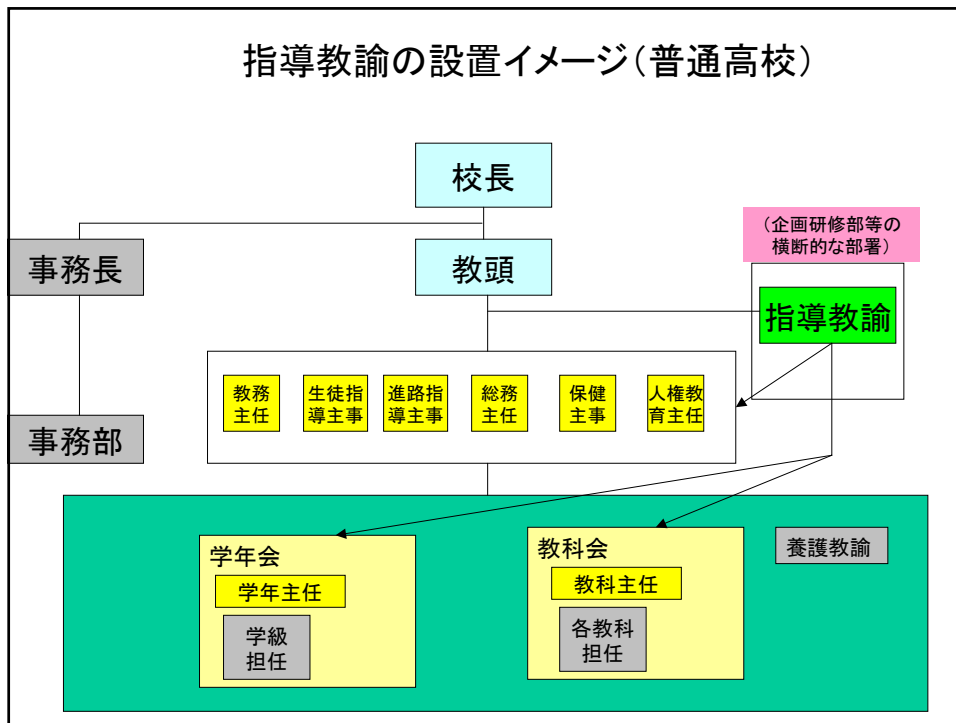 指導教諭の設置イメージ（普通高校）
校長
（企画研修部等の
横断的な部署）
事務長
教頭
指導教諭
教務
主任
生徒指
導主事
進路指
導主事
総務
主任
保健
主事
人権教
育主任
事務部
学年会
学年主任
学級
担任
教科会
教科主任
各教科
担任
養護教諭